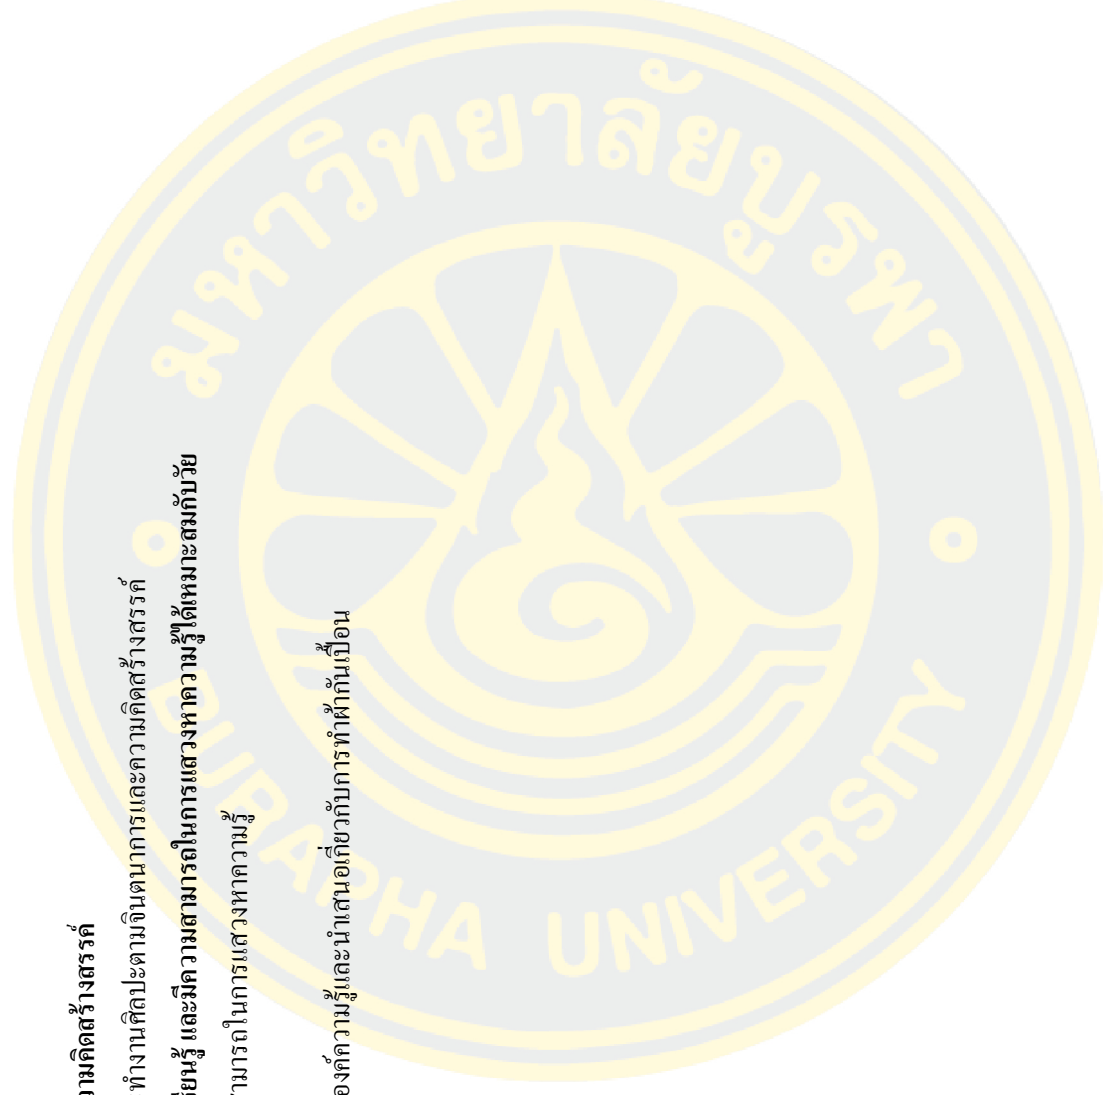 วามคิดสร้างสรรค์
ทำงานศิลปะตามจินตนาการและความคิดสร้างสรรค์
รียนรู้ และมีความสามารถในการแสวงหาความรู้ได้เหมาะสมกับวัย
ามารถในการแสวงหาความรู้
องค์ความรู้และนำเสนอเกี่ยวกับการทำผ้ากันเปื้อน
มหาวิทยาลัยบูรพา
BURAPHA UNIVERSITY